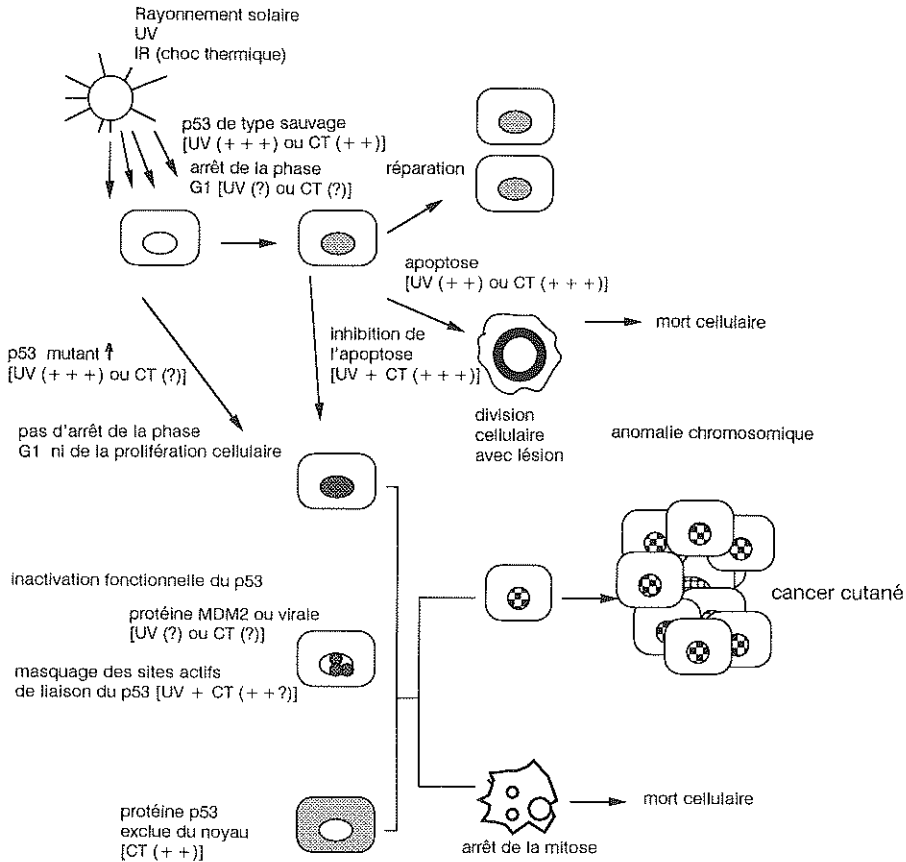 Rayonnement solaire
UV
IR (choc thermique)
p53 de type sauvage
[UV (+ + +) ou CT (+ +)]
arrêt de la phase
G1 [UV (?) ou CT (?)]
réparation
apoptose
[UV (+ +) ou CT (+ + +)]
mort cellulaire
inhibition de
l'apoptose
[UV + CT (+ + +)]
p53 mutant
[UV (+ + +) ou CT (?)]
division
cellulaire
avec lésion
anomalie chromosomique
pas d'arrêt de la phase
G1 ni de la prolifération cellulaire
inactivation fonctionnelle du p53
cancer cutané
protéine MDM2 ou virale
[UV (?) ou CT (?)]
masquage des sites actifs
de liaison du p53 [UV + CT (+ +?)]
protéine p53
exclue du noyau
[CT (+ +)]
mort cellulaire
arrêt de la mitose